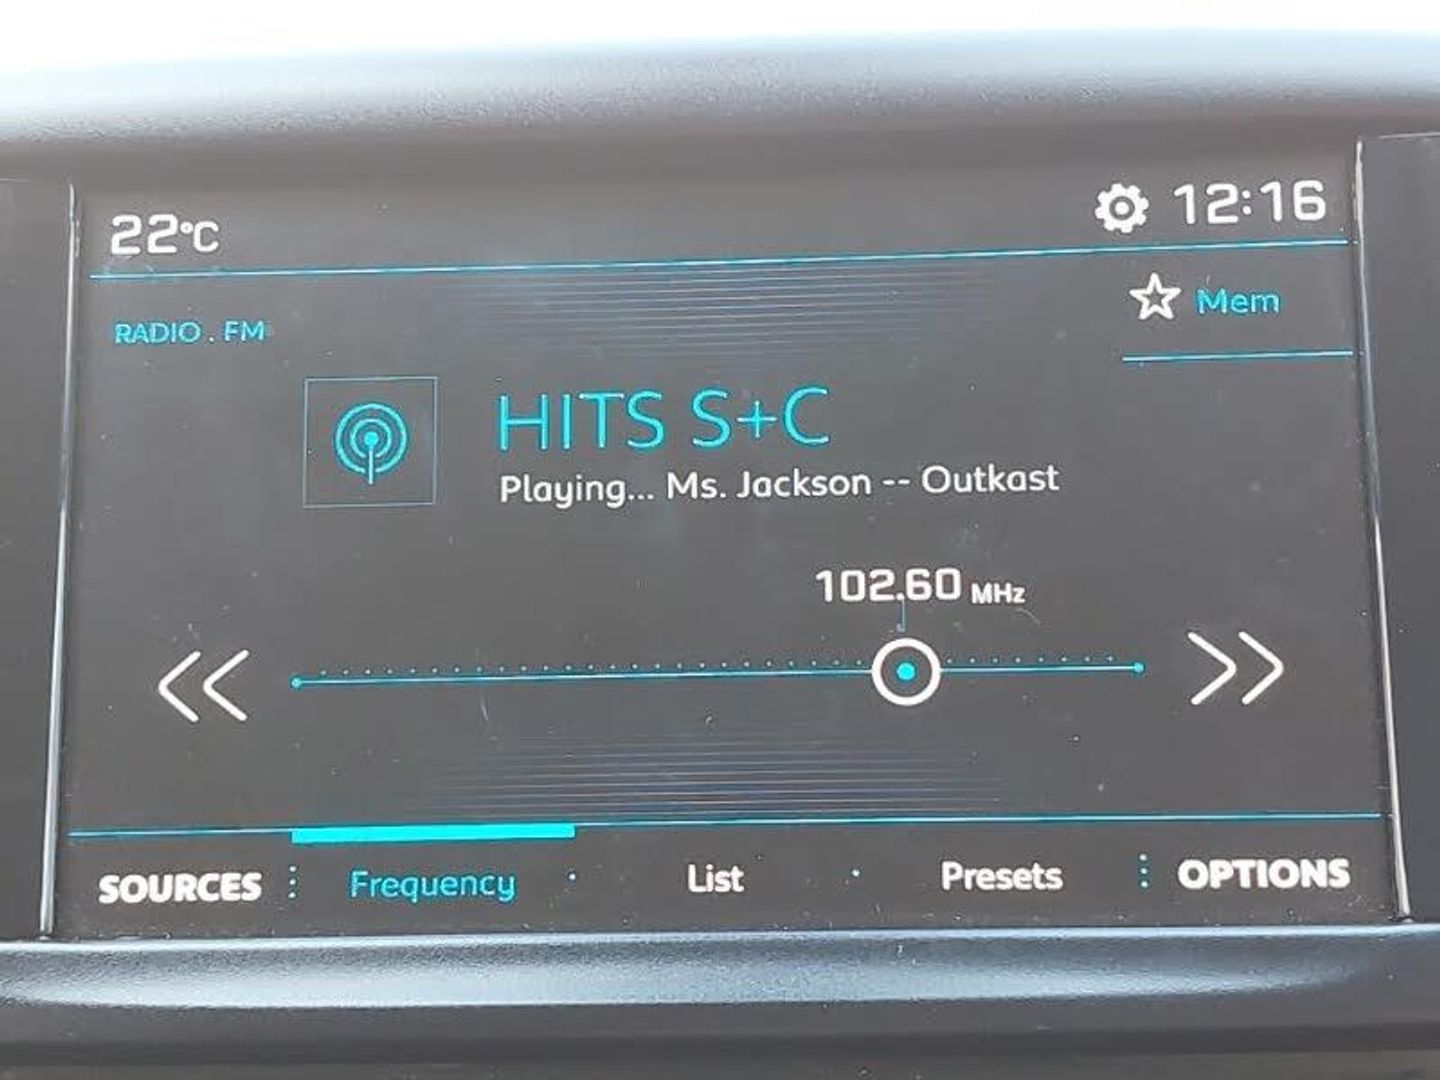 22°C
12:16
Mem
RADIO . FM
HITS S+C
Playing... Ms. Jackson -- Outkast
102.60 MHz
SOURCES Frequency List Presets OPTIONS